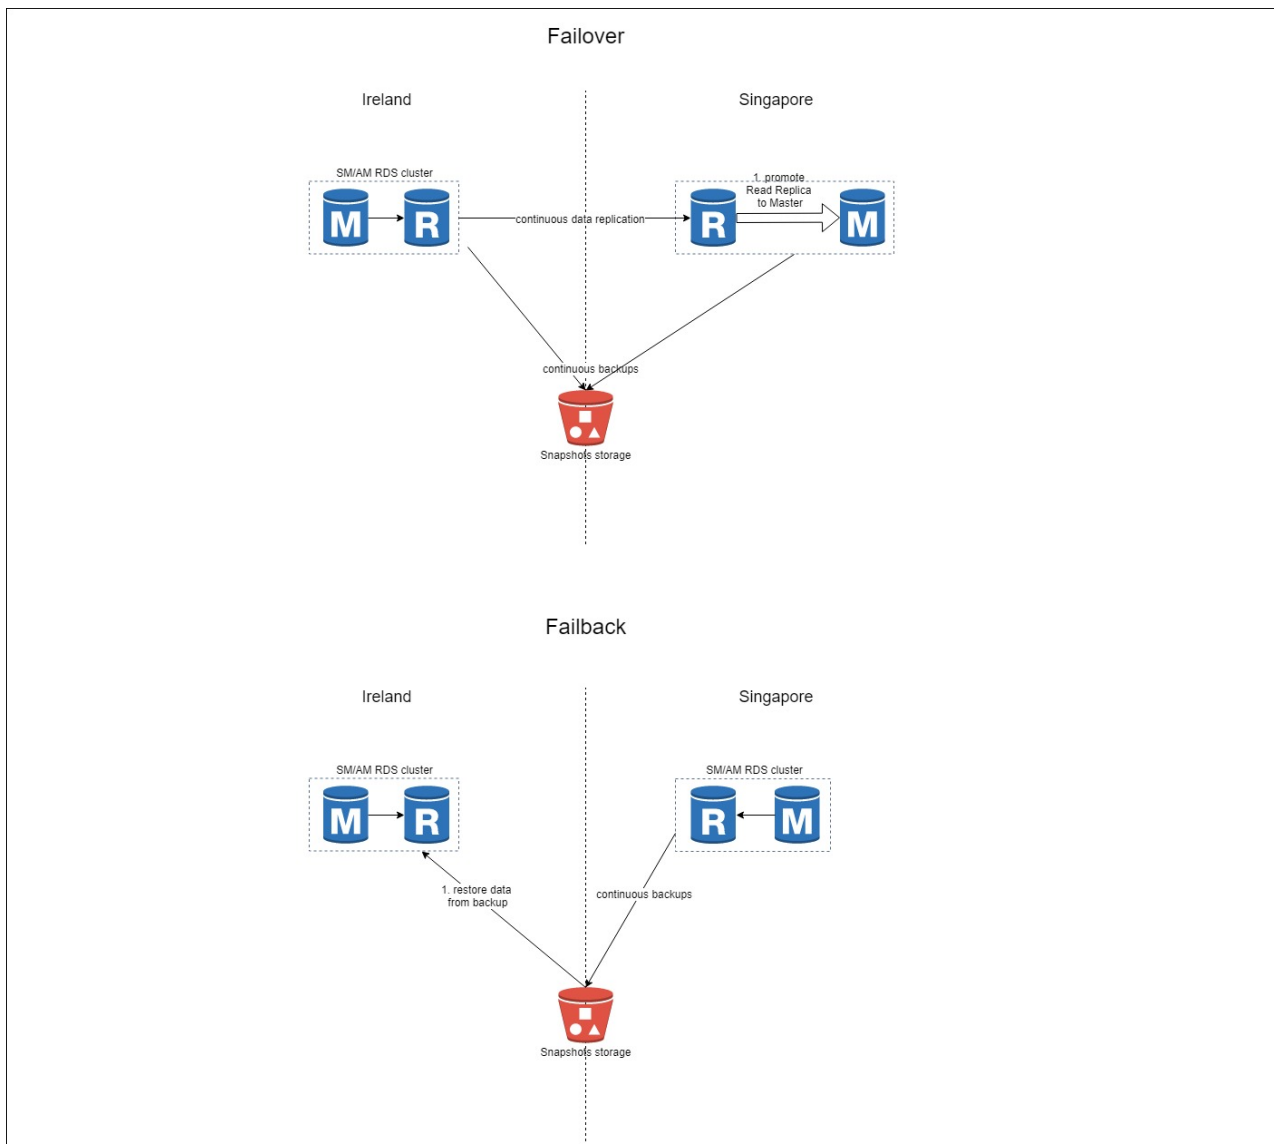 Failover
Ireland
Singapore
SM/AM RDS cluster
M
R
continuous data replication
R
1. promote
Read Replica
to Master
M
continuous backups
Snapshots storage
Failback
Ireland
Singapore
SM/AM RDS cluster
SM/AM RDS cluster
M
R
R
M
1. restore data
from backup
continuous backups
Snapshots storage